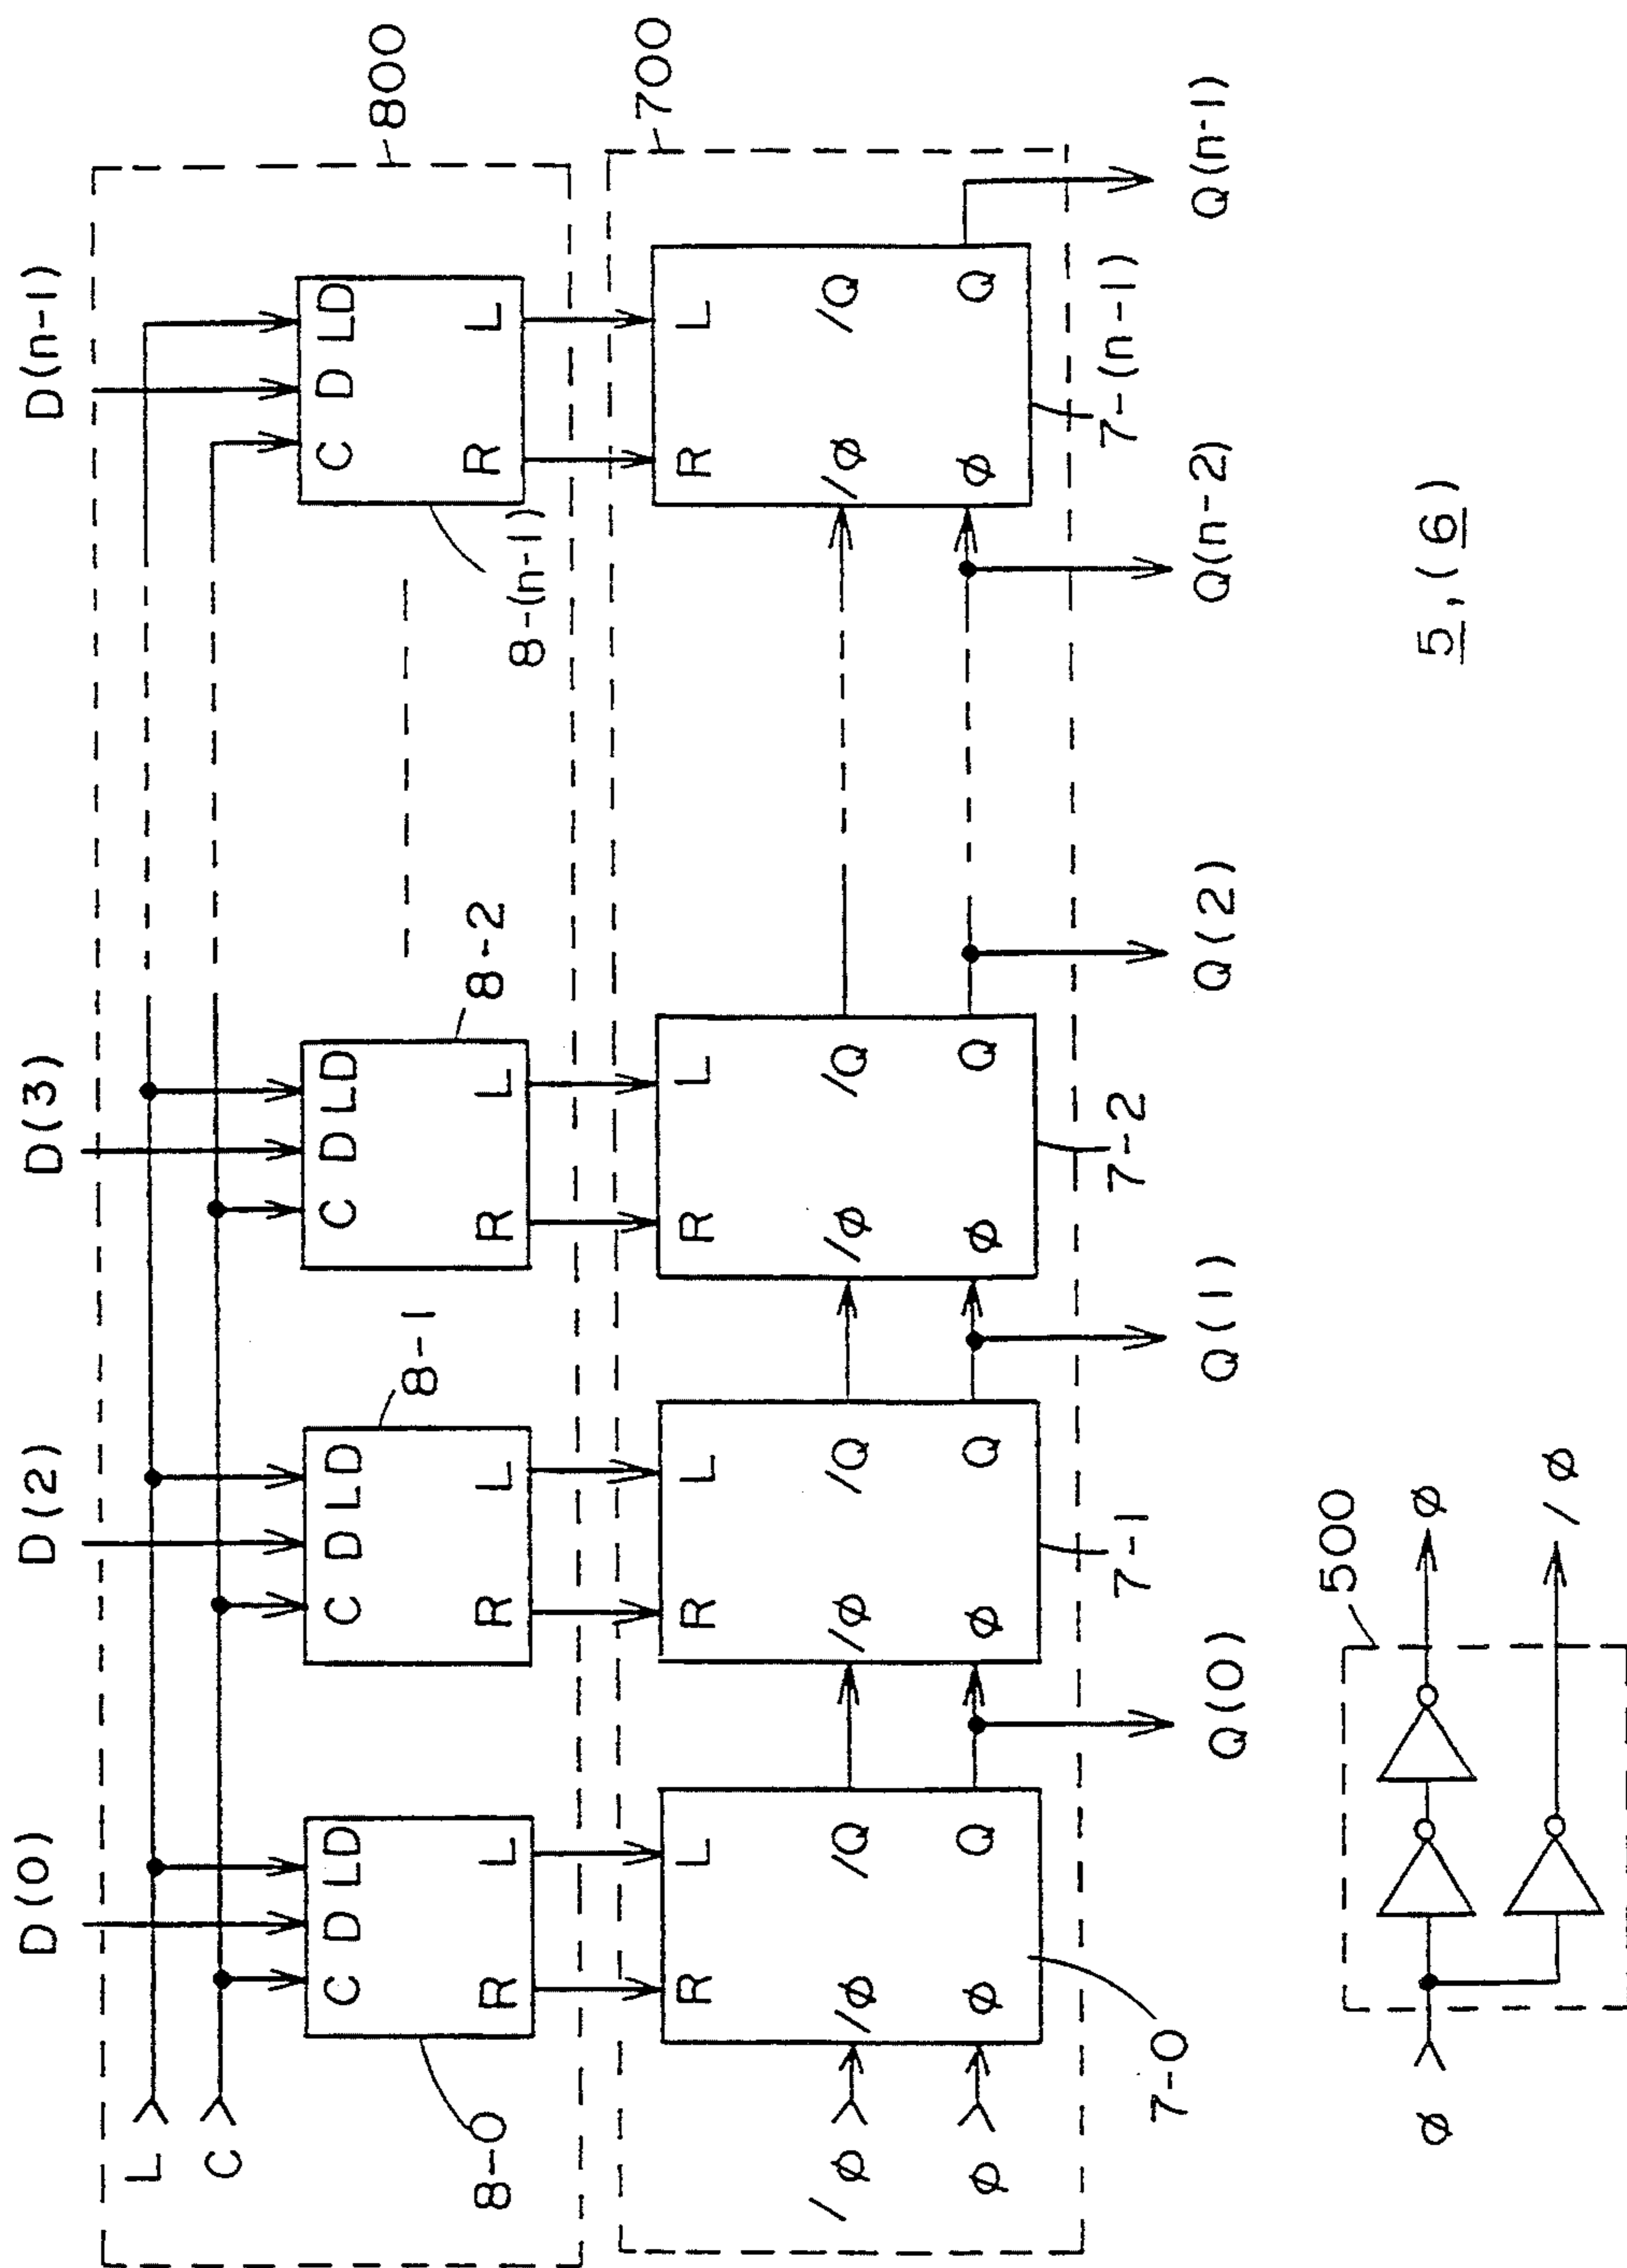 D(0) D(2) D(3) D(n-1)
L
C
800
C D LD C D LD C D LD C D LD
R L R L R L R L
8-0 8-1 8-2 8-(n-1)
700
R L R L R L R L
/φ /φ /Q /φ /Q /φ /Q /φ /Q
φ φ Q φ Q φ Q φ Q
7-0 7-1 7-2 7-(n-1)
Q(0) Q(1) Q(2) Q(n-2) Q(n-1)
500
φ φ
/φ
5,(6)